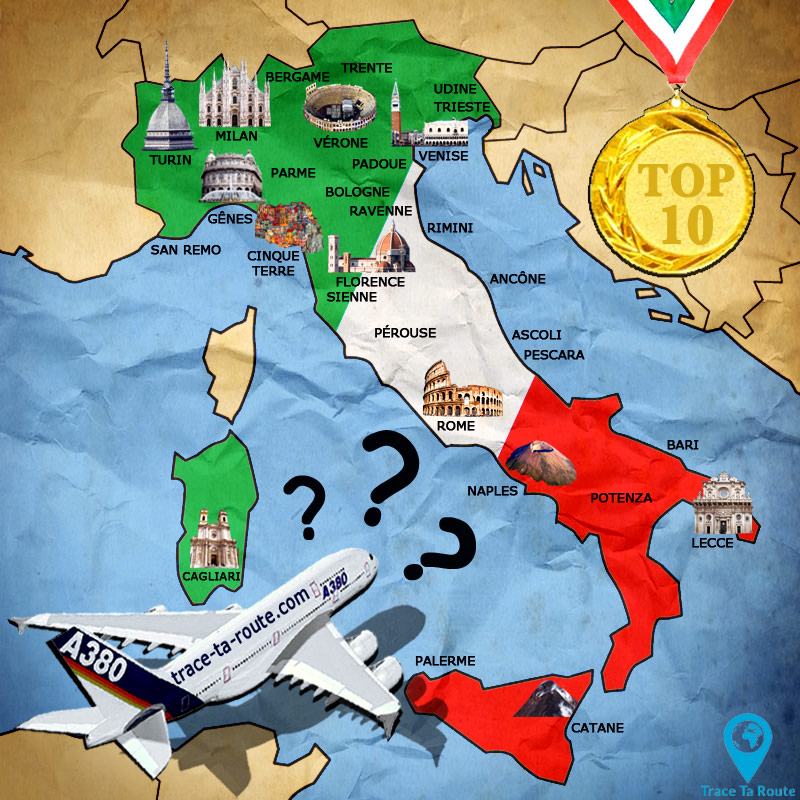 TOP
10
TRENTE
BERGAME
UDINE
TRIESTE
MILAN
VÉRONE
TURIN
VENISE
PADOUE
PARME
BOLOGNE
RAVENNE
GÊNES
RIMINI
SAN REMO
CINQUE
TERRE
FLORENCE
SIENNE
ANCÔNE
PÉROUSE
ASCOLI
PESCARA
ROME
BARI
NAPLES
POTENZA
LECCE
CAGLIARI
? ? ?
A380
trace-ta-route.com
A380
PALERME
CATANE
Trace Ta Route